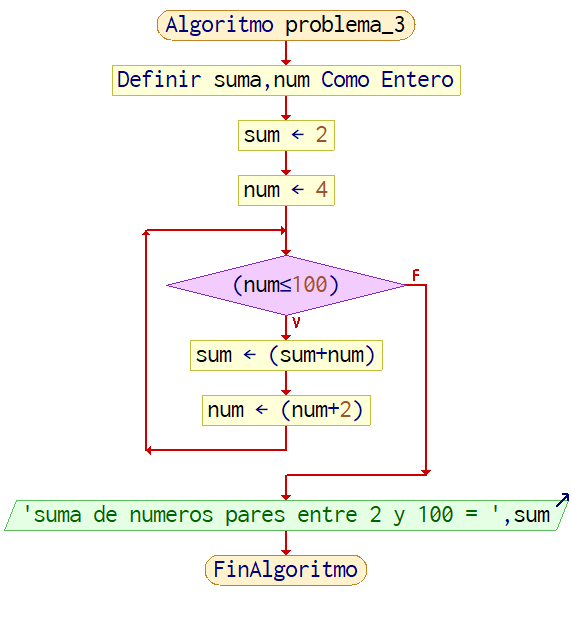 Algoritmo problema_3
Definir suma,num Como Entero
sum ← 2
num ← 4
(num≤100)
F
V
sum ← (sum+num)
num ← (num+2)
'suma de numeros pares entre 2 y 100 = ',sum
FinAlgoritmo